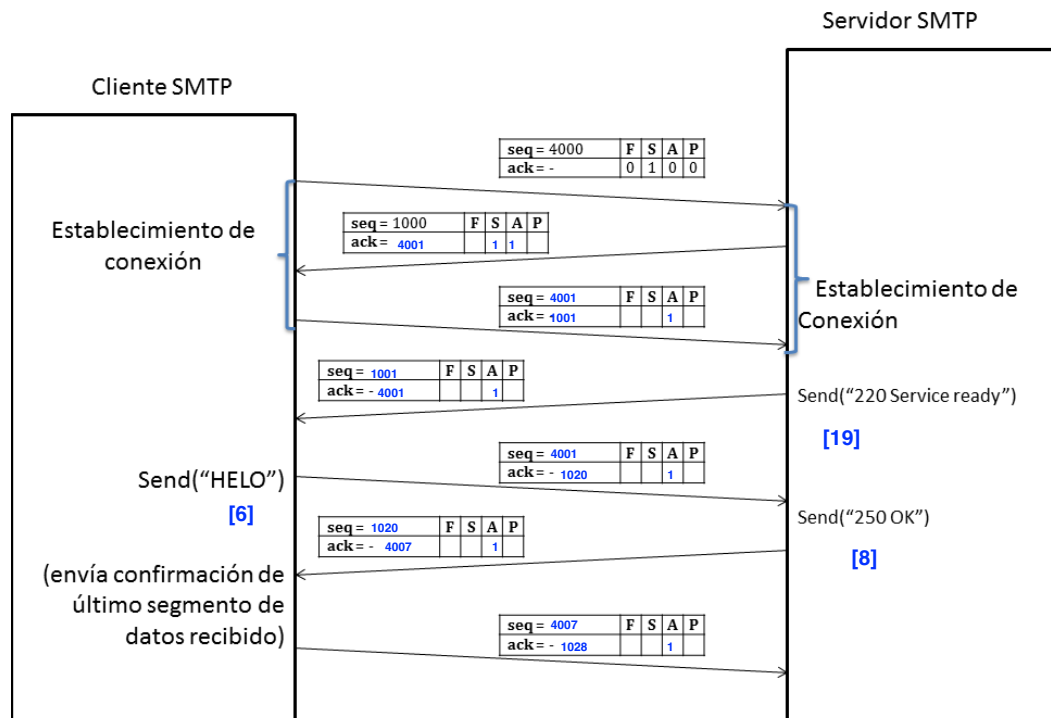 Servidor SMTP
Cliente SMTP
seq = 4000 F S A P
ack = - 0 1 0 0
seq = 1000 F S A P
ack = 4001 1 1
Establecimiento de
conexión
seq = 4001 F S A P
ack = 1001 1
Establecimiento de
Conexión
seq = 1001 F S A P
ack = - 4001 1
Send(“220 Service ready”)
[19]
seq = 4001 F S A P
ack = - 1020 1
Send(“HELO”)
[6]
Send(“250 OK”)
[8]
seq = 1020 F S A P
ack = - 4007 1
(envía confirmación de
último segmento de
datos recibido)
seq = 4007 F S A P
ack = - 1028 1